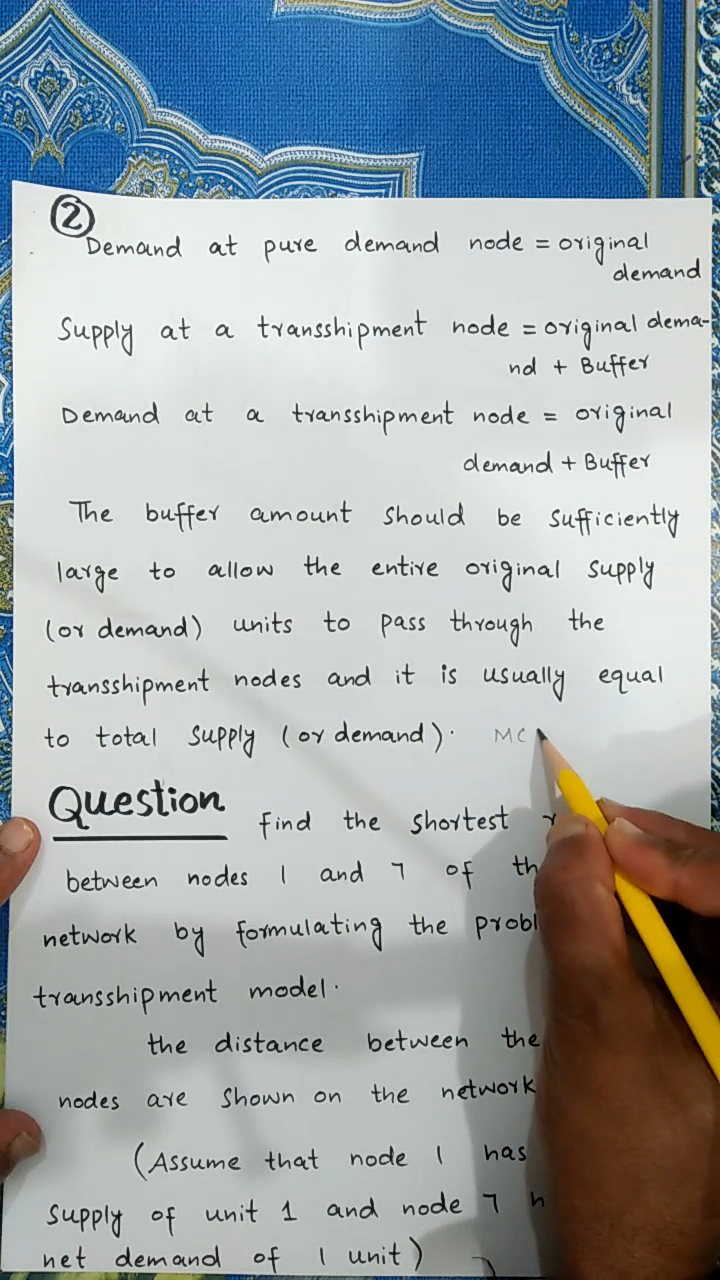 ②
Demand at pure demand node = original
demand
Supply at a transshipment node = original dema-
nd + Buffer
Demand at a transshipment node = original
demand + Buffer
The buffer amount should be sufficiently
large to allow the entire original supply
(or demand) units to pass through the
transshipment nodes and it is usually equal
to total supply (or demand). MC
Question find the shortest
between nodes 1 and 7 of
network by formulating the
transshipment model.
the distance between the
nodes are shown on the network
(Assume that node 1 has
supply of unit 1 and node 7
net demand of 1 unit)